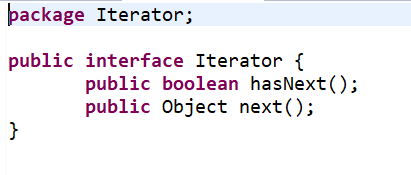 package Iterator;
public interface Iterator {
public boolean hasNext();
public Object next();
}